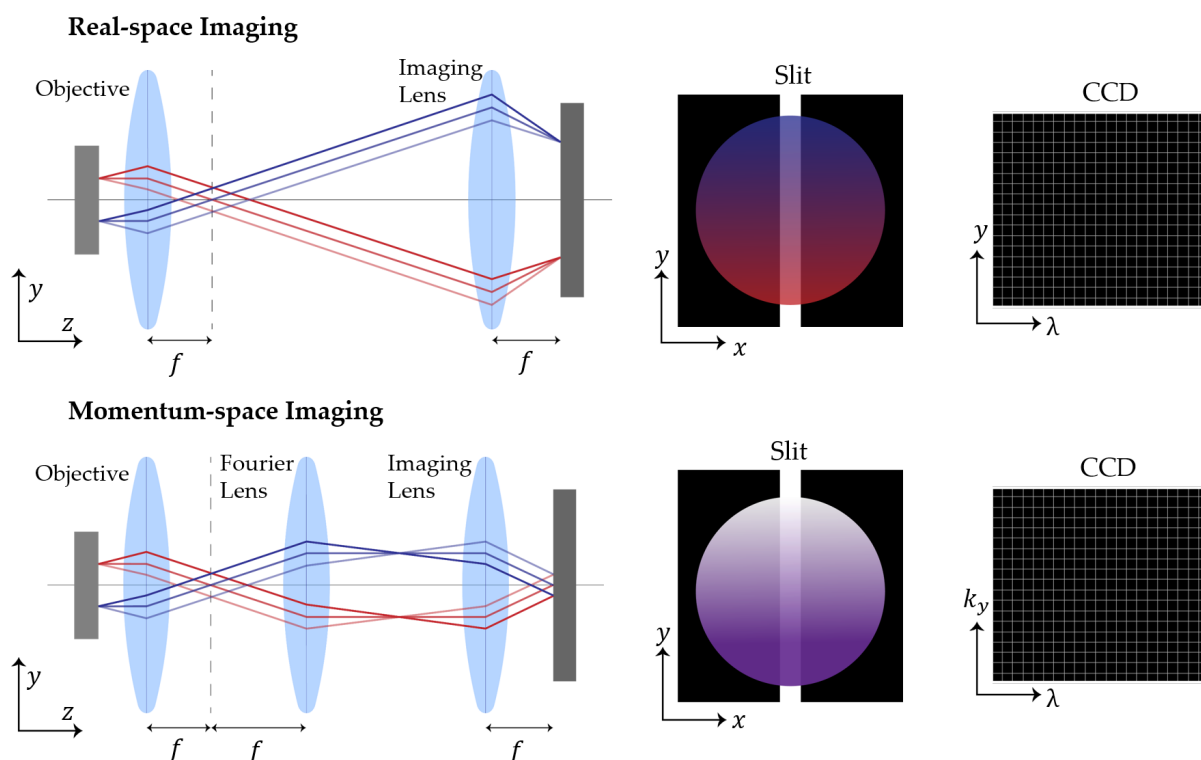 Real-space Imaging
Objective
Imaging
Lens
Slit
CCD
y
z
f
f
y
x
y
λ
Momentum-space Imaging
Objective
Fourier
Lens
Imaging
Lens
Slit
CCD
y
z
f
f
f
y
x
k_y
λ